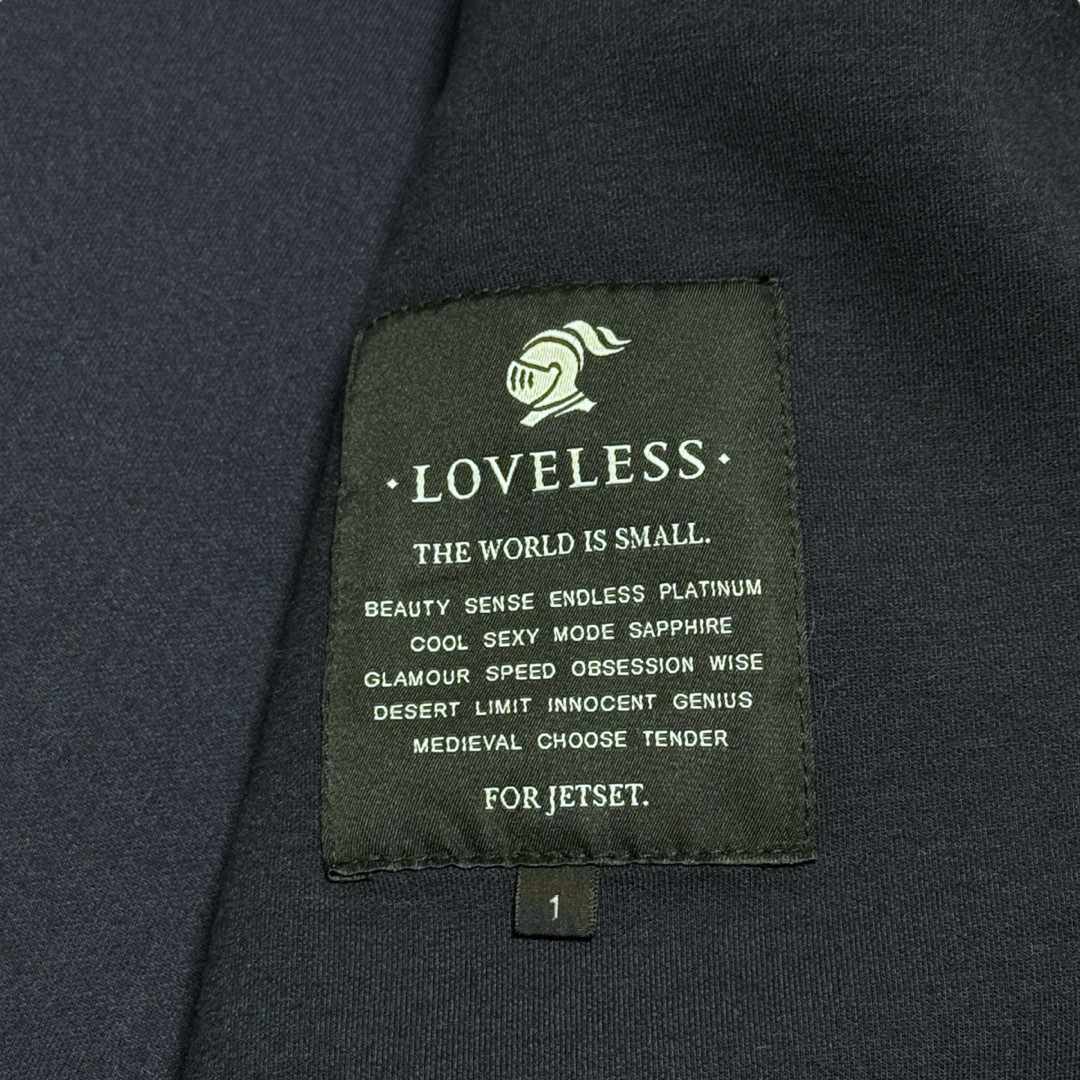 · LOVELESS ·
THE WORLD IS SMALL.
BEAUTY SENSE ENDLESS PLATINUM
COOL SEXY MODE SAPPHIRE
GLAMOUR SPEED OBSESSION WISE
DESERT LIMIT INNOCENT GENIUS
MEDIEVAL CHOOSE TENDER
FOR JETSET.
1